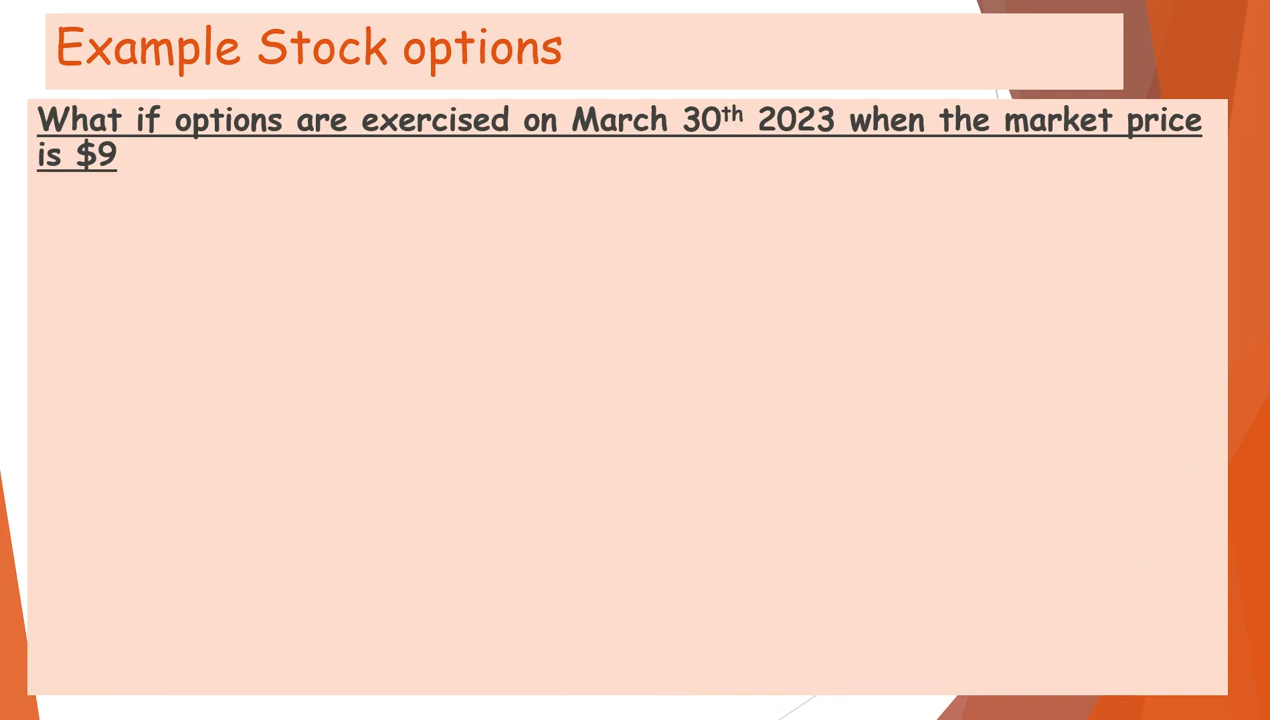 Example Stock options
What if options are exercised on March 30th 2023 when the market price
is $9